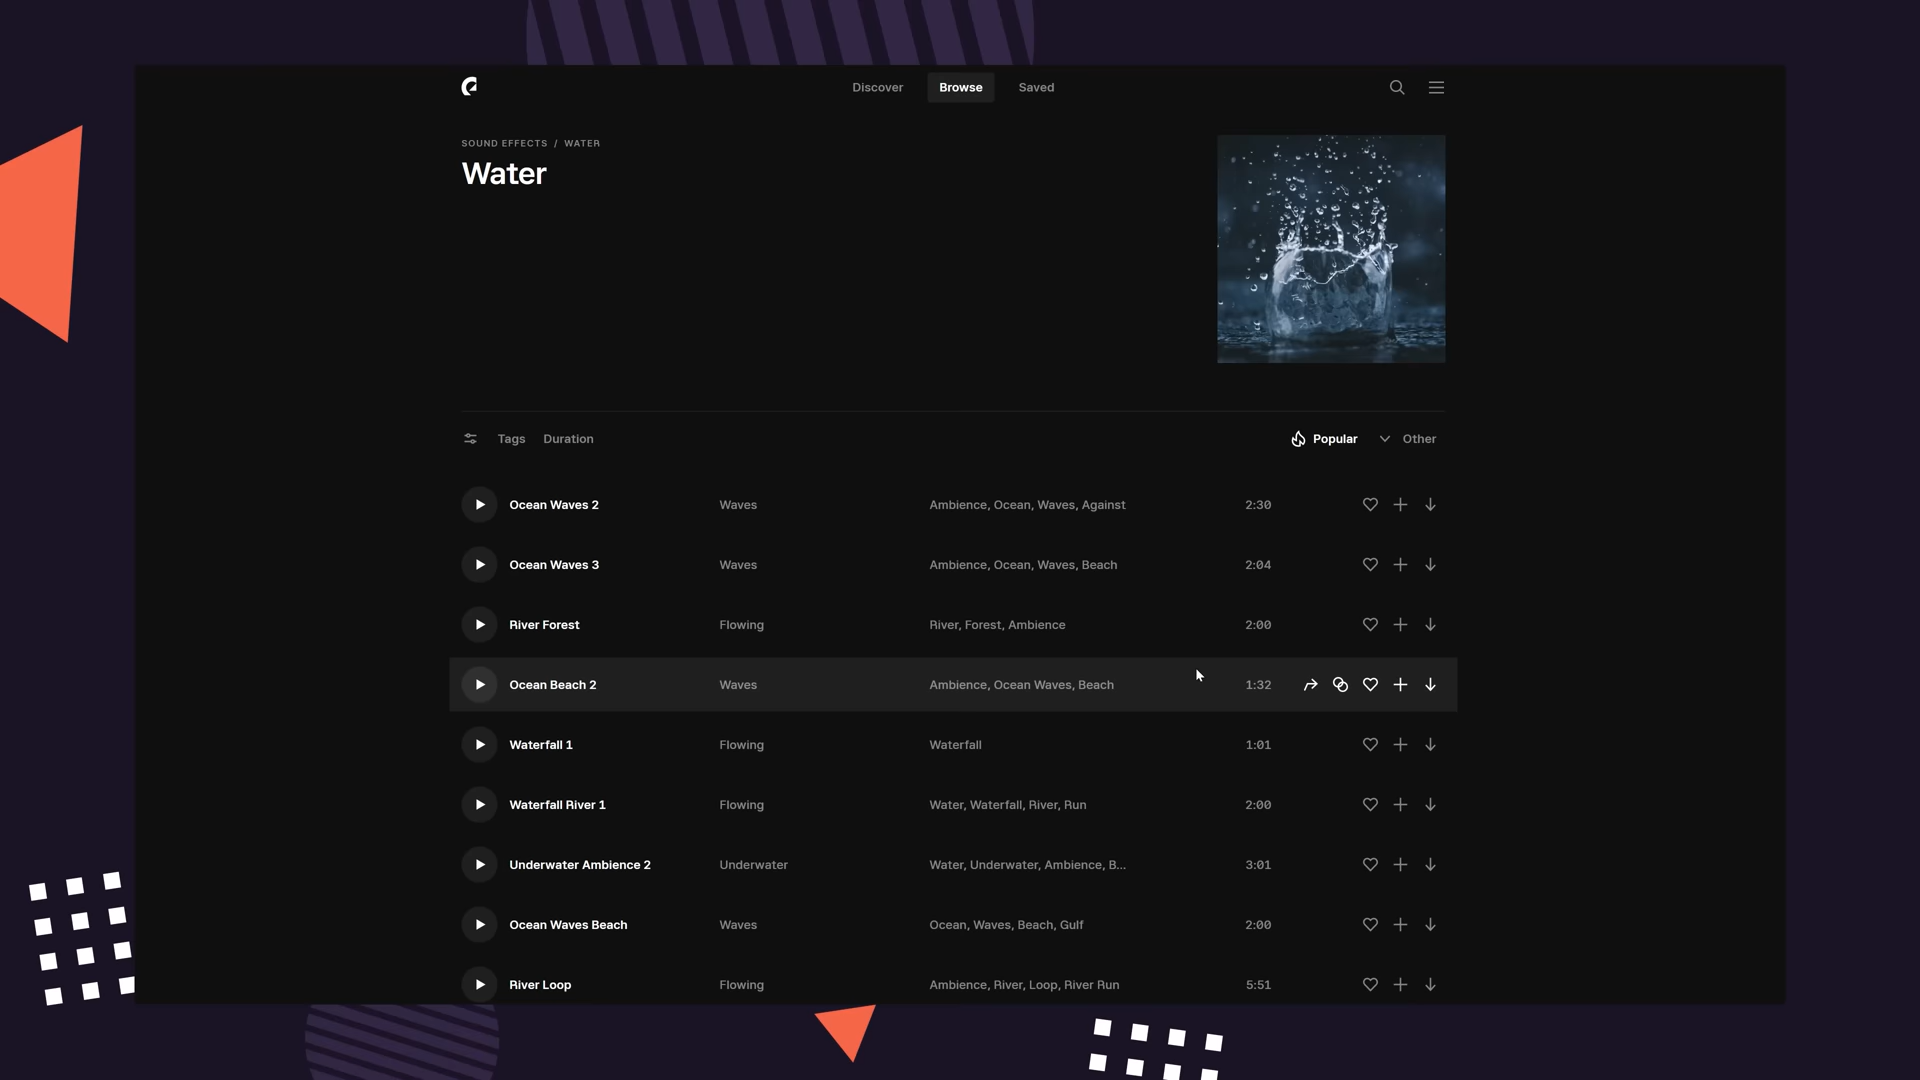 Discover Browse Saved
SOUND EFFECTS / WATER
Water
Tags Duration Popular Other
Ocean Waves 2 Waves Ambience, Ocean, Waves, Against 2:30
Ocean Waves 3 Waves Ambience, Ocean, Waves, Beach 2:04
River Forest Flowing River, Forest, Ambience 2:00
Ocean Beach 2 Waves Ambience, Ocean Waves, Beach 1:32
Waterfall 1 Flowing Waterfall 1:01
Waterfall River 1 Flowing Water, Waterfall, River, Run 2:00
Underwater Ambience 2 Underwater Water, Underwater, Ambience, B... 3:01
Ocean Waves Beach Waves Ocean, Waves, Beach, Gulf 2:00
River Loop Flowing Ambience, River, Loop, River Run 5:51